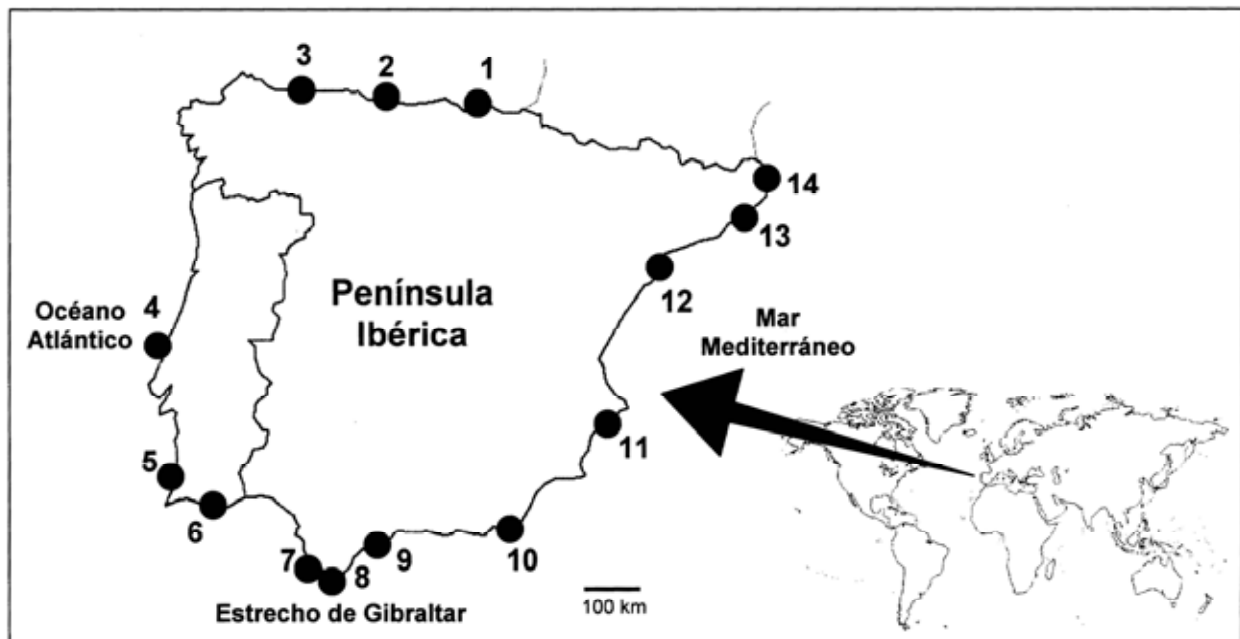 3
2
1
14
13
Península
Ibérica
12
4
Océano
Atlántico
Mar
Mediterráneo
11
5
6
10
7
8
9
Estrecho de Gibraltar
100 km